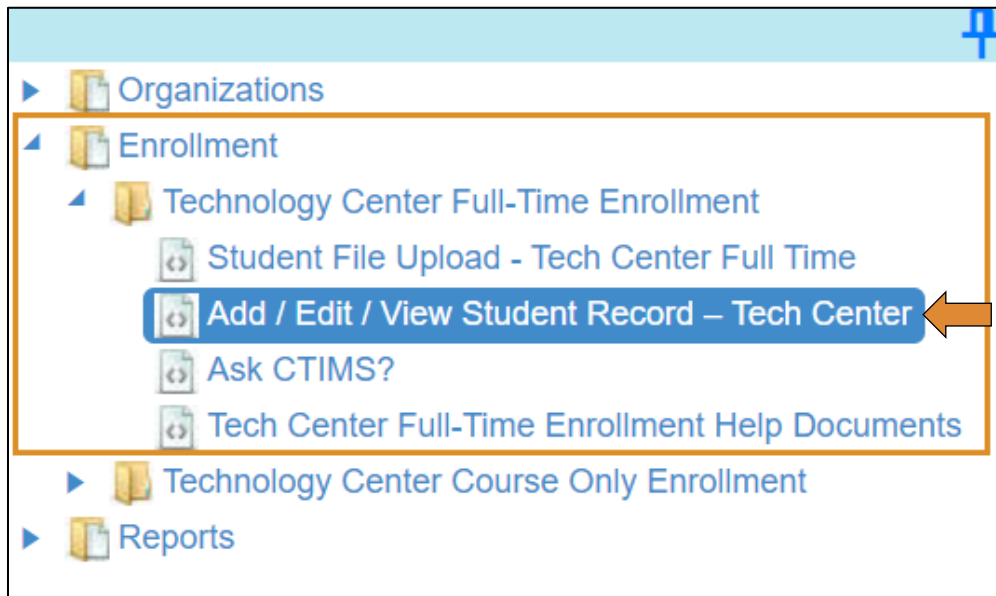 Organizations
Enrollment
Technology Center Full-Time Enrollment
Student File Upload - Tech Center Full Time
Add / Edit / View Student Record – Tech Center
Ask CTIMS?
Tech Center Full-Time Enrollment Help Documents
Technology Center Course Only Enrollment
Reports